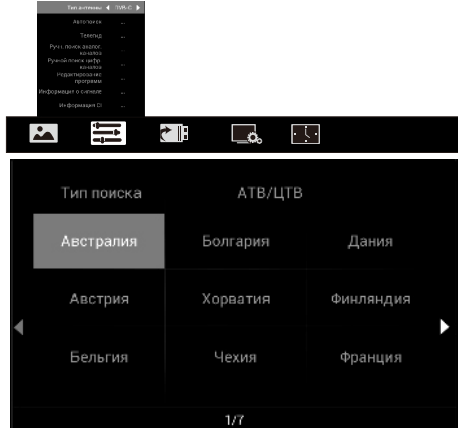 Тип антенны DVB-C
Автопоиск ...
Телегид ...
Ручн. поиск аналог.
каналов ...
Ручной поиск цифр.
каналов ...
Редактирование
программ ...
Информация о сигнале ...
Информация CI ...
Тип поиска АТВ/ЦТВ
Австралия Болгария Дания
Австрия Хорватия Финляндия
Бельгия Чехия Франция
1/7